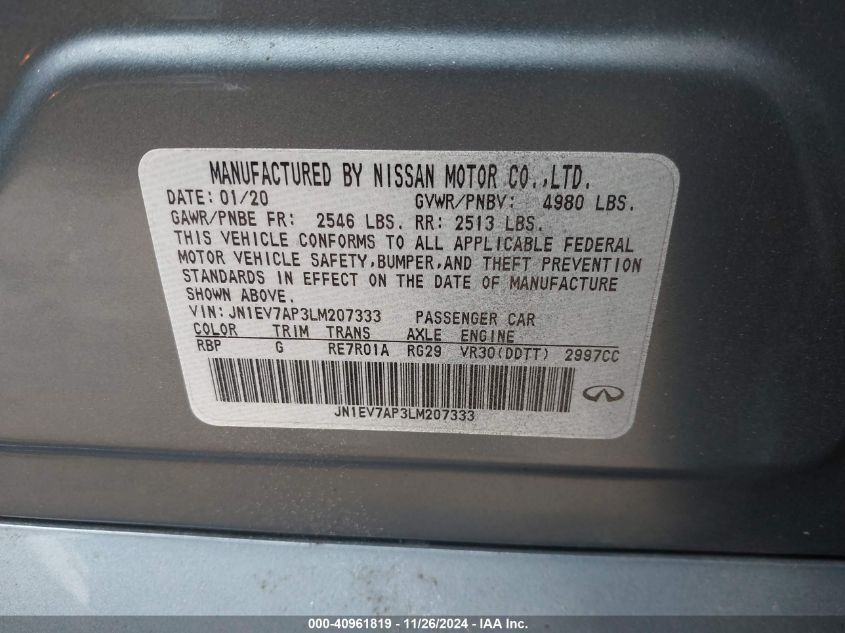 MANUFACTURED BY NISSAN MOTOR CO.,LTD.
DATE: 01/20 GVWR/PNBV: 4980 LBS.
GAWR/PNBE FR: 2546 LBS. RR: 2513 LBS.
THIS VEHICLE CONFORMS TO ALL APPLICABLE FEDERAL
MOTOR VEHICLE SAFETY,BUMPER,AND THEFT PREVENTION
STANDARDS IN EFFECT ON THE DATE OF MANUFACTURE
SHOWN ABOVE.
VIN:JN1EV7AP3LM207333 PASSENGER CAR
COLOR TRIM TRANS AXLE ENGINE
RBP G RE7R01A RG29 VR30(DDTT) 2997CC
JN1EV7AP3LM207333
000-40961819 - 11/26/2024 - © IAA Holdings, LLC.